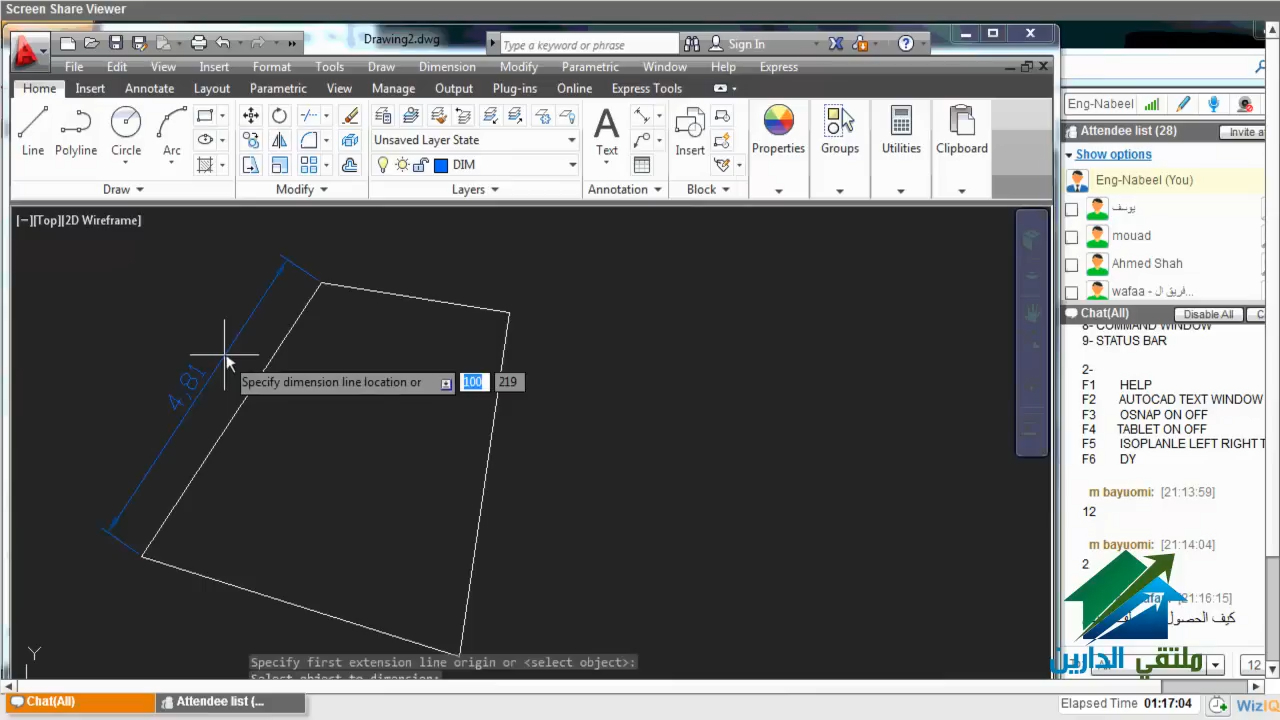 Screen Share Viewer
Drawing2.dwg
Type a keyword or phrase
Sign In
File Edit View Insert Format Tools Draw Dimension Modify Parametric Window Help Express
Home Insert Annotate Layout Parametric View Manage Output Plug-ins Online Express Tools
Line Polyline Circle Arc
Unsaved Layer State
DIM
Text
Insert
Properties
Groups
Utilities
Clipboard
Draw
Modify
Layers
Annotation
Block
[−][Top][2D Wireframe]
4,81
Specify dimension line location or 100 219
Y
Specify first extension line origin or <select object>:
Select object to dimension:
Eng-Nabeel
Attendee list (28)
Invite a
Show options
Eng-Nabeel (You)
يوسف
mouad
Ahmed Shah
wafaa - فريق ال...
Chat(All)
Disable All
C
8- COMMAND WINDOW
9- STATUS BAR
2-
F1 HELP
F2 AUTOCAD TEXT WINDOW
F3 OSNAP ON OFF
F4 TABLET ON OFF
F5 ISOPLANLE LEFT RIGHT T
F6 DY
m bayuomi: [21:13:59]
12
m bayuomi: [21:14:04]
2
[21:16:15]
كيف الحصول
ملتقي الدارين
12
Chat(All)
Attendee list (...
Elapsed Time 01:17:04
WizIQ